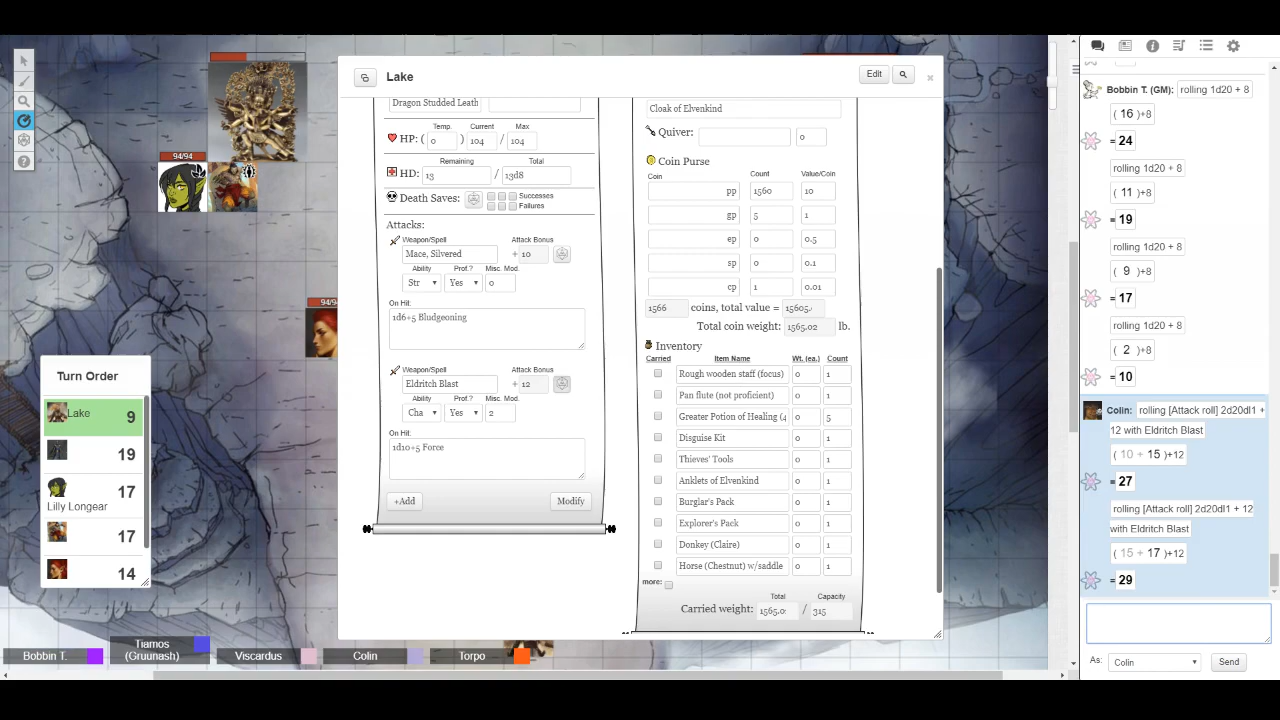 Lake
Edit
Dragon Studded Leath
HP: (
Temp.
0
)
Current
104
/
Max
104
HD:
Remaining
13
/
Total
13d8
Death Saves:
Successes
Failures
Attacks:
Weapon/Spell
Attack Bonus
Mace, Silvered
+ 10
Ability
Prof.?
Misc. Mod.
Str
Yes
0
On Hit:
1d6+5 Bludgeoning
Weapon/Spell
Attack Bonus
Eldritch Blast
+ 12
Ability
Prof.?
Misc. Mod.
Cha
Yes
2
On Hit:
1d10+5 Force
+Add
Modify
Cloak of Elvenkind
Quiver:
0
Coin Purse
Coin
Count
Value/Coin
pp
1560
10
gp
5
1
ep
0
0.5
sp
0
0.1
cp
1
0.01
1566
coins, total value =
15605.
Total coin weight:
1565.02
lb.
Inventory
Carried
Item Name
Wt. (ea.)
Count
Rough wooden staff (focus)
0
1
Pan flute (not proficient)
0
1
Greater Potion of Healing (4
0
5
Disguise Kit
0
1
Thieves' Tools
0
1
Anklets of Elvenkind
0
1
Burglar's Pack
0
1
Explorer's Pack
0
1
Donkey (Claire)
0
1
Horse (Chestnut) w/saddle
0
1
more:
Total
Capacity
Carried weight:
1565.0
/
315
94/94
94/9
Turn Order
Lake
9
19
17
Lilly Longear
17
14
Bobbin T.
Tiamos
(Gruunash)
Viscardus
Colin
Torpo
Bobbin T. (GM):
rolling 1d20 + 8
( 16 )+8
= 24
rolling 1d20 + 8
( 11 )+8
= 19
rolling 1d20 + 8
( 9 )+8
= 17
rolling 1d20 + 8
( 2 )+8
= 10
Colin:
rolling [Attack roll] 2d20dl1 +
12 with Eldritch Blast
( 10 + 15 )+12
= 27
rolling [Attack roll] 2d20dl1 + 12
with Eldritch Blast
( 15 + 17 )+12
= 29
As:
Colin
Send